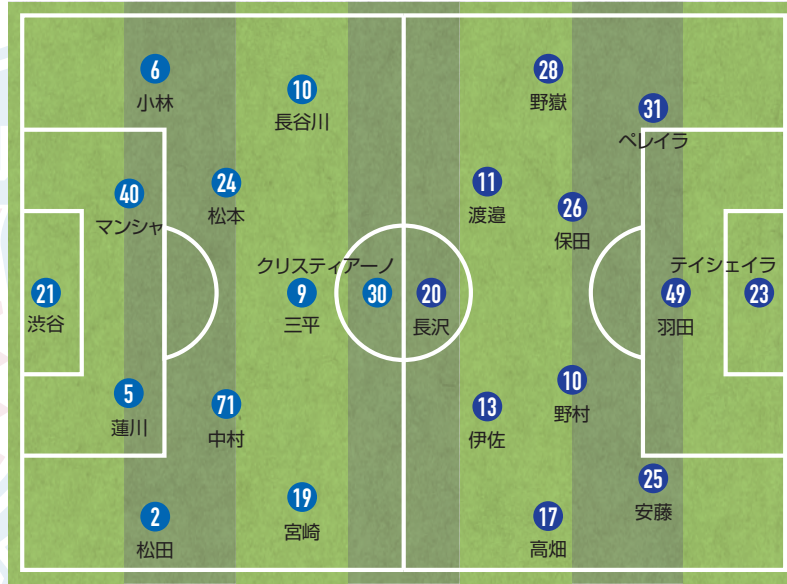 6
小林
10
長谷川
40
マンシャ
24
松本
21
渋谷
クリスティアーノ
9
三平
30
5
蓮川
71
中村
19
宮崎
2
松田
28
野嶽
31
ペレイラ
11
渡邉
26
保田
20
長沢
テイシェイラ
49
羽田
23
13
伊佐
10
野村
25
安藤
17
高畑